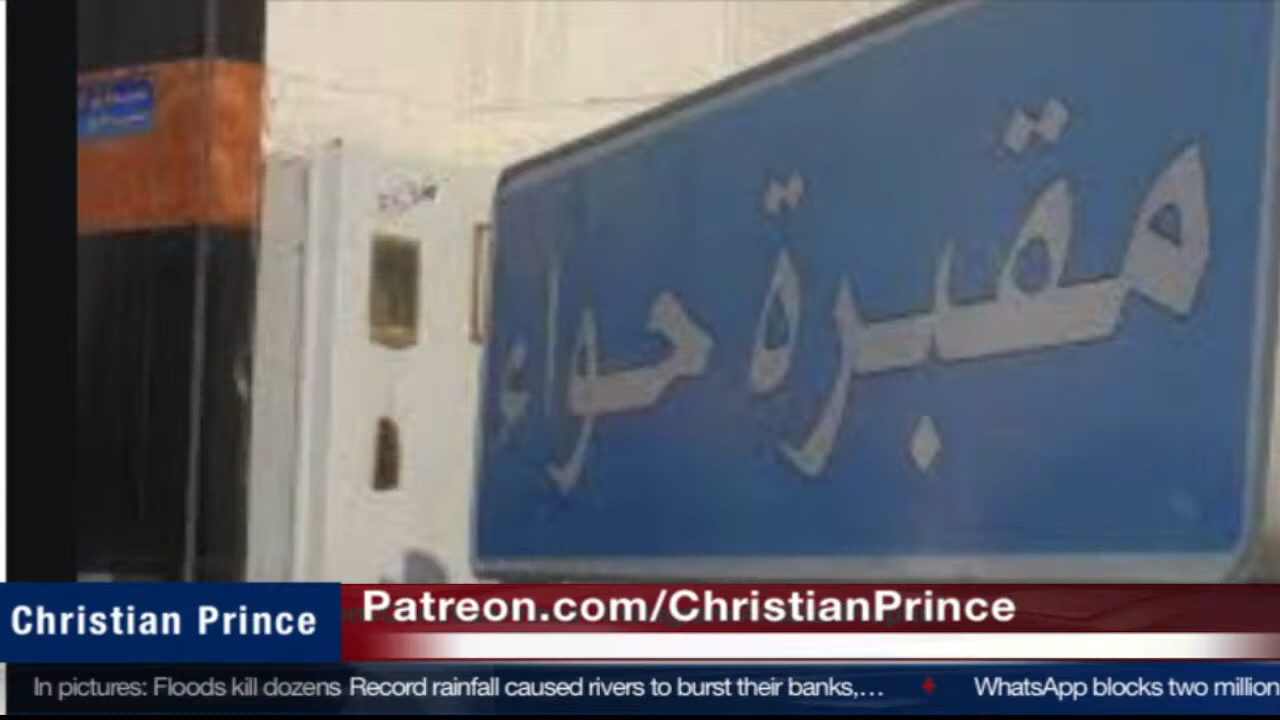 مقبرة حواء
Patreon.com/ChristianPrince
Christian Prince
In pictures: Floods kill dozens Record rainfall caused rivers to burst their banks,… WhatsApp blocks two million